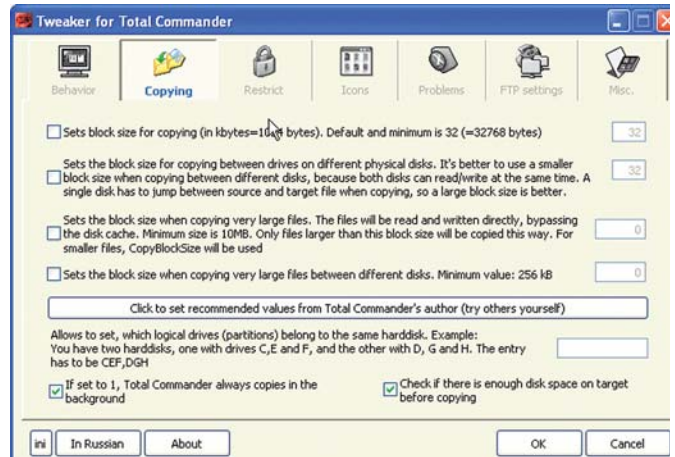 Tweaker for Total Commander
Behavior
Copying
Restrict
Icons
Problems
FTP settings
Misc.
Sets block size for copying (in kbytes=1024 bytes). Default and minimum is 32 (=32768 bytes)
32
Sets the block size for copying between drives on different physical disks. It's better to use a smaller
block size when copying between different disks, because both disks can read/write at the same time. A
single disk has to jump between source and target file when copying, so a large block size is better.
32
Sets the block size when copying very large files. The files will be read and written directly, bypassing
the disk cache. Minimum size is 10MB. Only files larger than this block size will be copied this way. For
smaller files, CopyBlockSize will be used
0
Sets the block size when copying very large files between different disks. Minimum value: 256 kB
0
Click to set recommended values from Total Commander's author (try others yourself)
Allows to set, which logical drives (partitions) belong to the same harddisk. Example:
You have two harddisks, one with drives C,E and F, and the other with D, G and H. The entry
has to be CEF,DGH
If set to 1, Total Commander always copies in the
background
Check if there is enough disk space on target
before copying
ini
In Russian
About
OK
Cancel